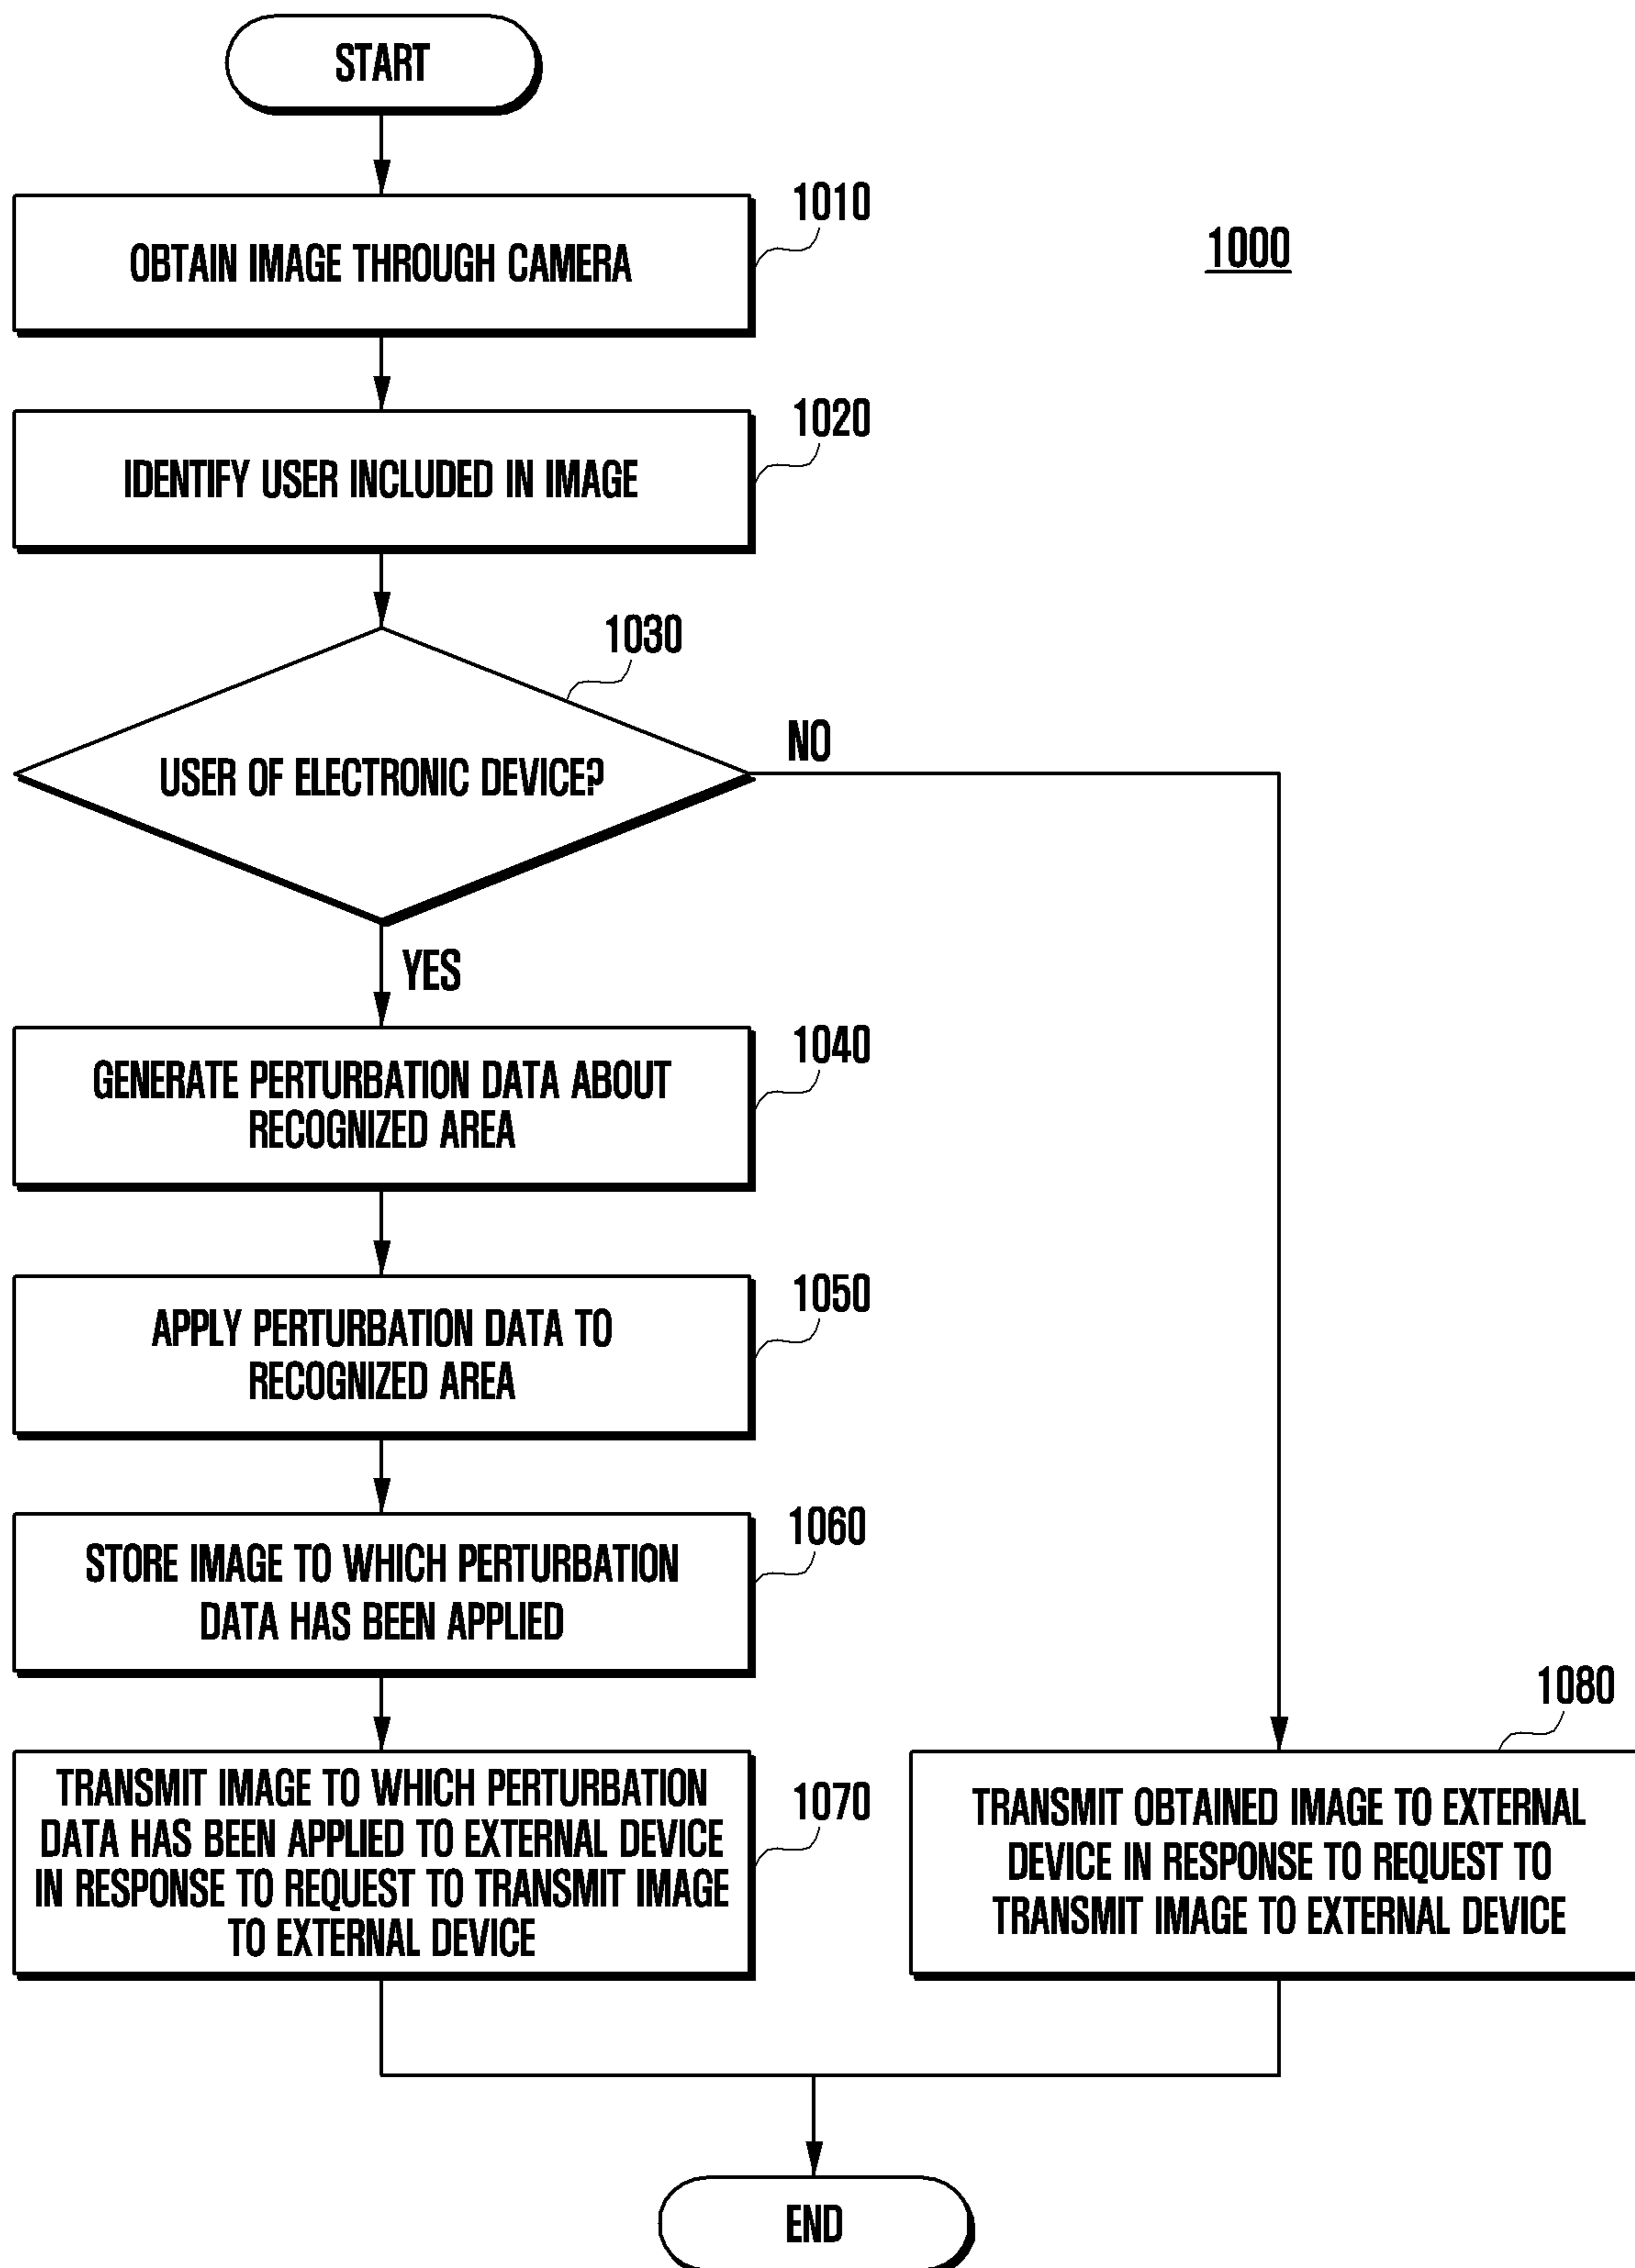 START
1010
OBTAIN IMAGE THROUGH CAMERA
1000
1020
IDENTIFY USER INCLUDED IN IMAGE
1030
USER OF ELECTRONIC DEVICE?
NO
YES
1040
GENERATE PERTURBATION DATA ABOUT
RECOGNIZED AREA
1050
APPLY PERTURBATION DATA TO
RECOGNIZED AREA
1060
STORE IMAGE TO WHICH PERTURBATION
DATA HAS BEEN APPLIED
1070
TRANSMIT IMAGE TO WHICH PERTURBATION
DATA HAS BEEN APPLIED TO EXTERNAL DEVICE
IN RESPONSE TO REQUEST TO TRANSMIT IMAGE
TO EXTERNAL DEVICE
1080
TRANSMIT OBTAINED IMAGE TO EXTERNAL
DEVICE IN RESPONSE TO REQUEST TO
TRANSMIT IMAGE TO EXTERNAL DEVICE
END